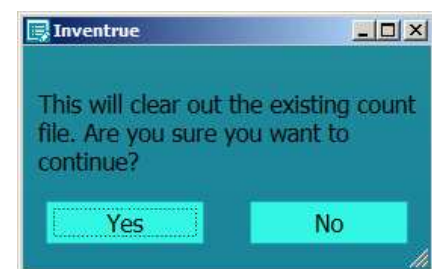 Inventrue
This will clear out the existing count
file. Are you sure you want to
continue?
Yes No